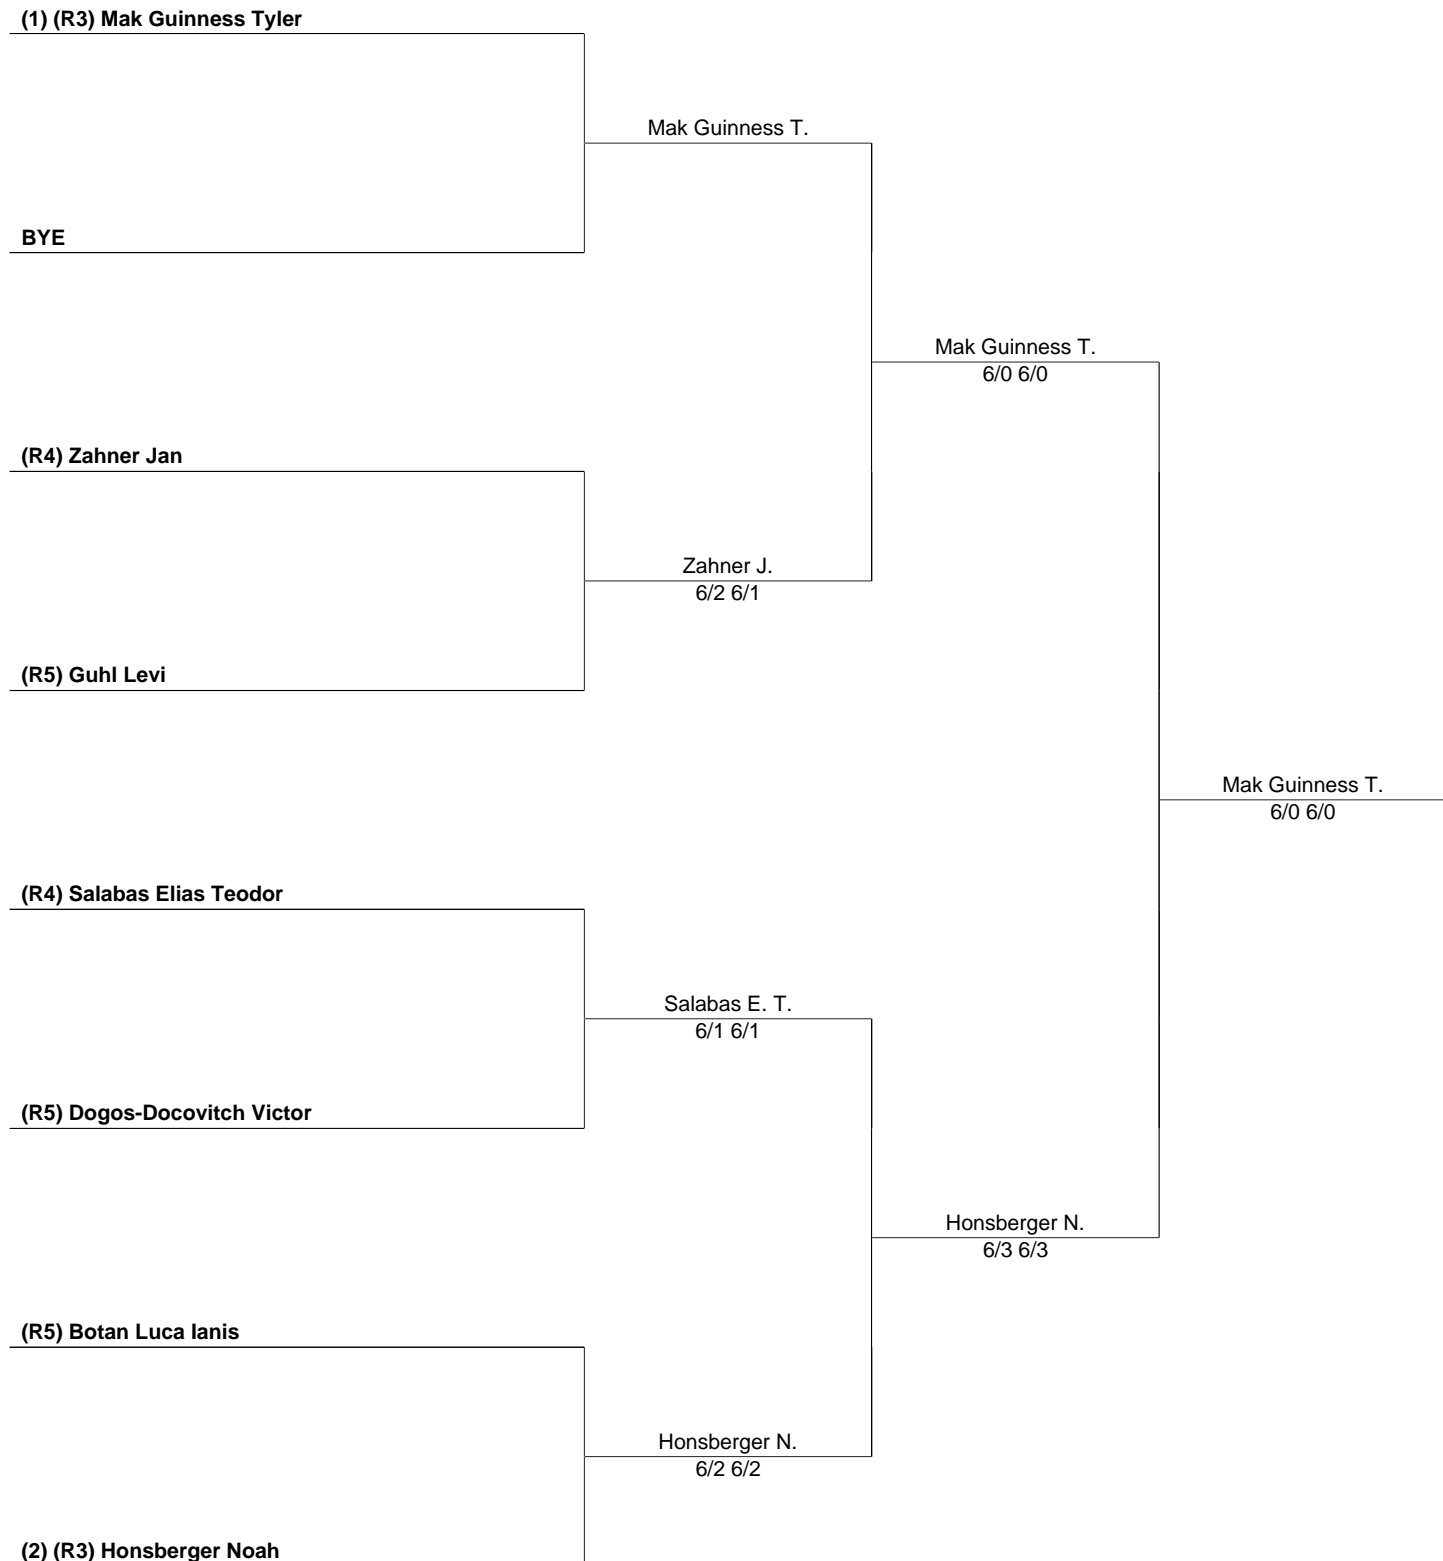 (1) (R3) Mak Guinness Tyler
Mak Guinness T.
BYE
Mak Guinness T.
6/0 6/0
(R4) Zahner Jan
Zahner J.
6/2 6/1
(R5) Guhl Levi
Mak Guinness T.
6/0 6/0
(R4) Salabas Elias Teodor
Salabas E. T.
6/1 6/1
(R5) Dogos-Docovitch Victor
Honsberger N.
6/3 6/3
(R5) Botan Luca Ianis
Honsberger N.
6/2 6/2
(2) (R3) Honsberger Noah